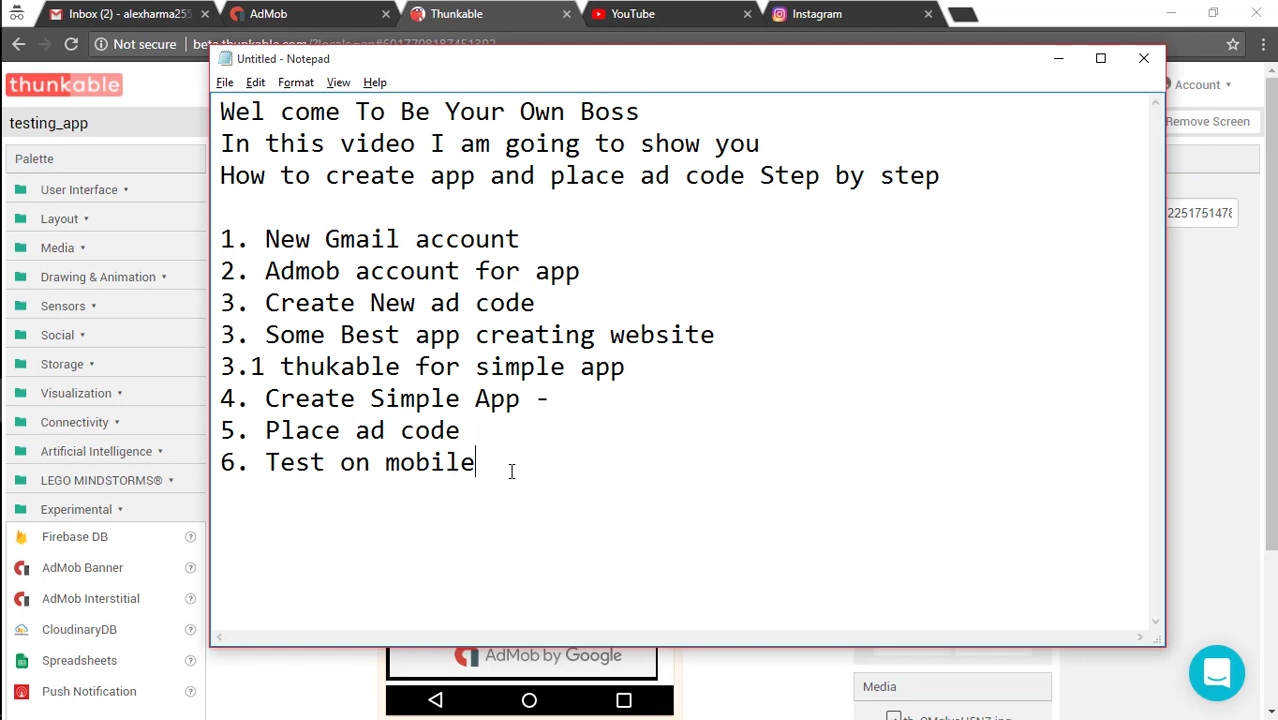 Inbox (2) - alexharma255
AdMob
Thunkable
YouTube
Instagram
Not secure
Untitled - Notepad
File Edit Format View Help
thunkable
Account
testing_app
Remove Screen
Palette
User Interface
Layout
Media
Drawing & Animation
Sensors
Social
Storage
Visualization
Connectivity
Artificial Intelligence
LEGO MINDSTORMS®
Experimental
Firebase DB
AdMob Banner
AdMob Interstitial
CloudinaryDB
Spreadsheets
Push Notification
Wel come To Be Your Own Boss
In this video I am going to show you
How to create app and place ad code Step by step
1. New Gmail account
2. Admob account for app
3. Create New ad code
3. Some Best app creating website
3.1 thukable for simple app
4. Create Simple App -
5. Place ad code
6. Test on mobile
2251751478
AdMob by Google
Media